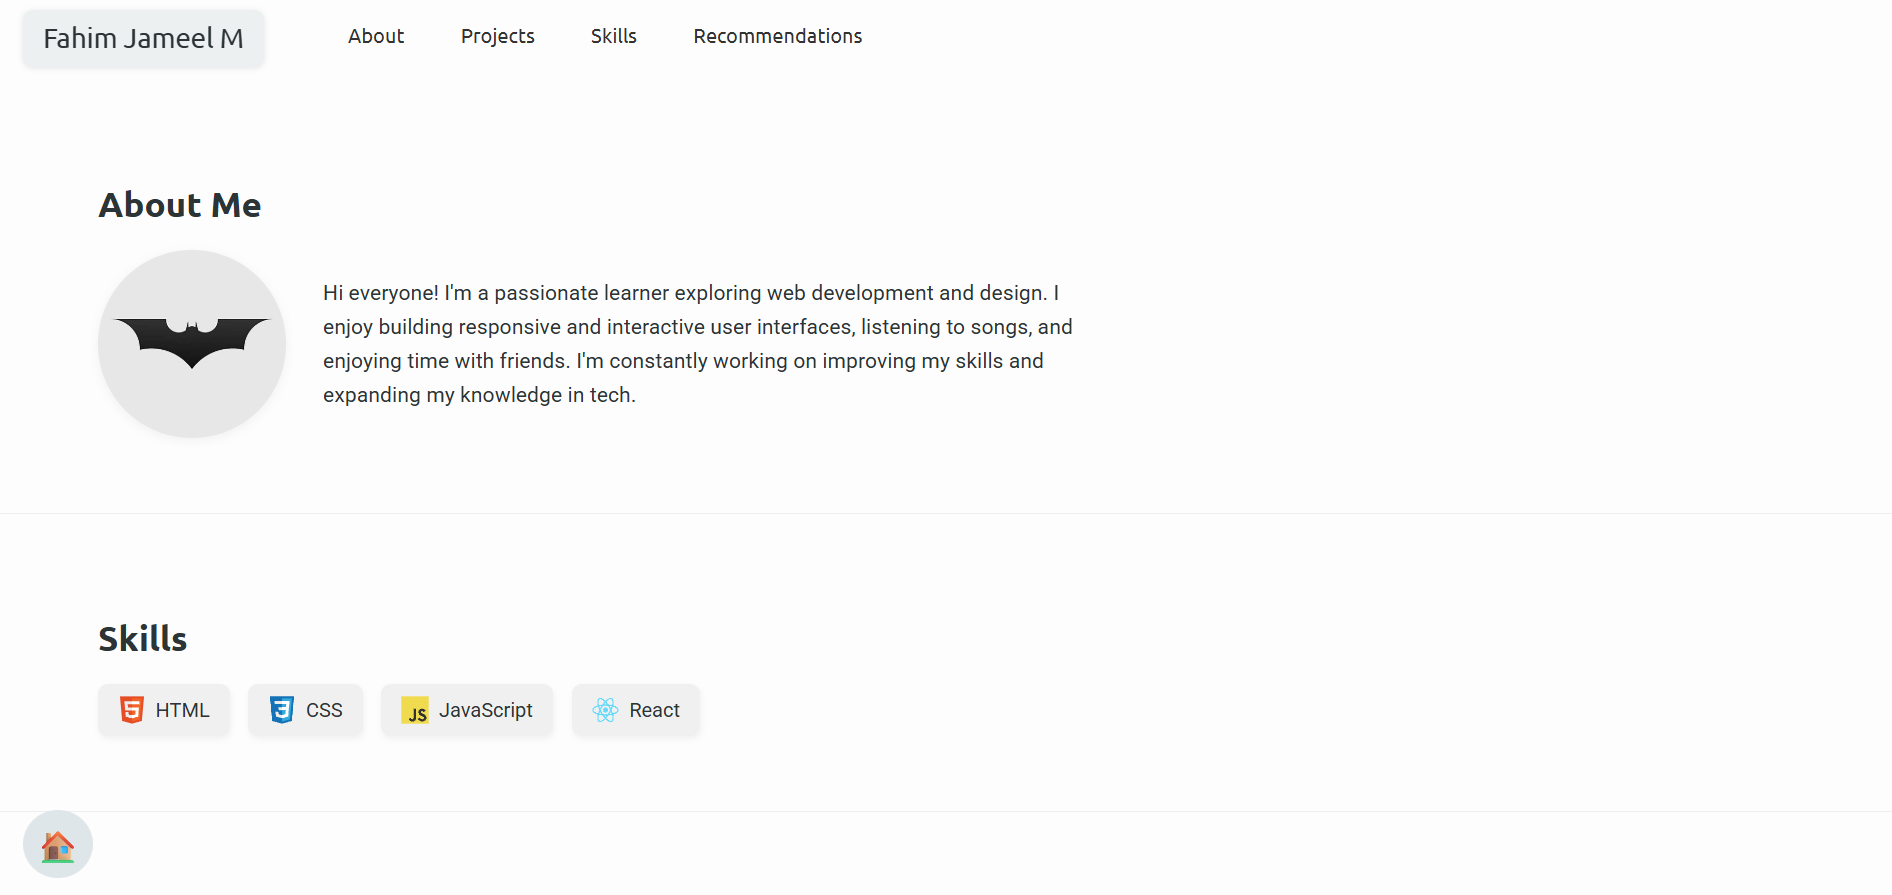 Fahim Jameel M
About Projects Skills Recommendations
About Me
Hi everyone! I'm a passionate learner exploring web development and design. I
enjoy building responsive and interactive user interfaces, listening to songs, and
enjoying time with friends. I'm constantly working on improving my skills and
expanding my knowledge in tech.
Skills
5 HTML 3 CSS JS JavaScript React